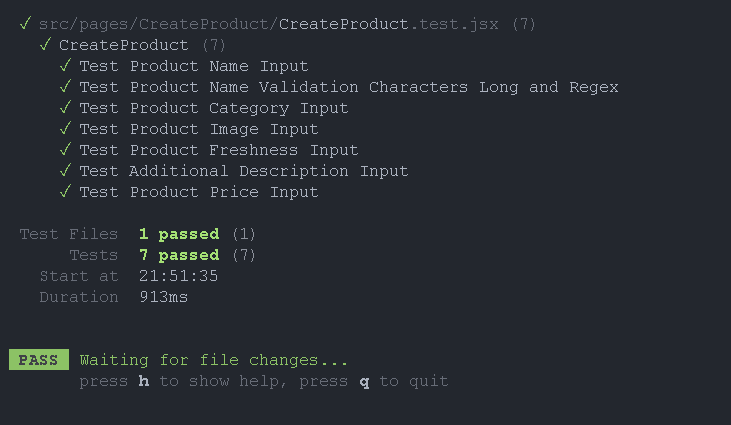 ✓ src/pages/CreateProduct/CreateProduct.test.jsx (7)
✓ CreateProduct (7)
✓ Test Product Name Input
✓ Test Product Name Validation Characters Long and Regex
✓ Test Product Category Input
✓ Test Product Image Input
✓ Test Product Freshness Input
✓ Test Additional Description Input
✓ Test Product Price Input
Test Files 1 passed (1)
Tests 7 passed (7)
Start at 21:51:35
Duration 913ms
PASS Waiting for file changes...
press h to show help, press q to quit